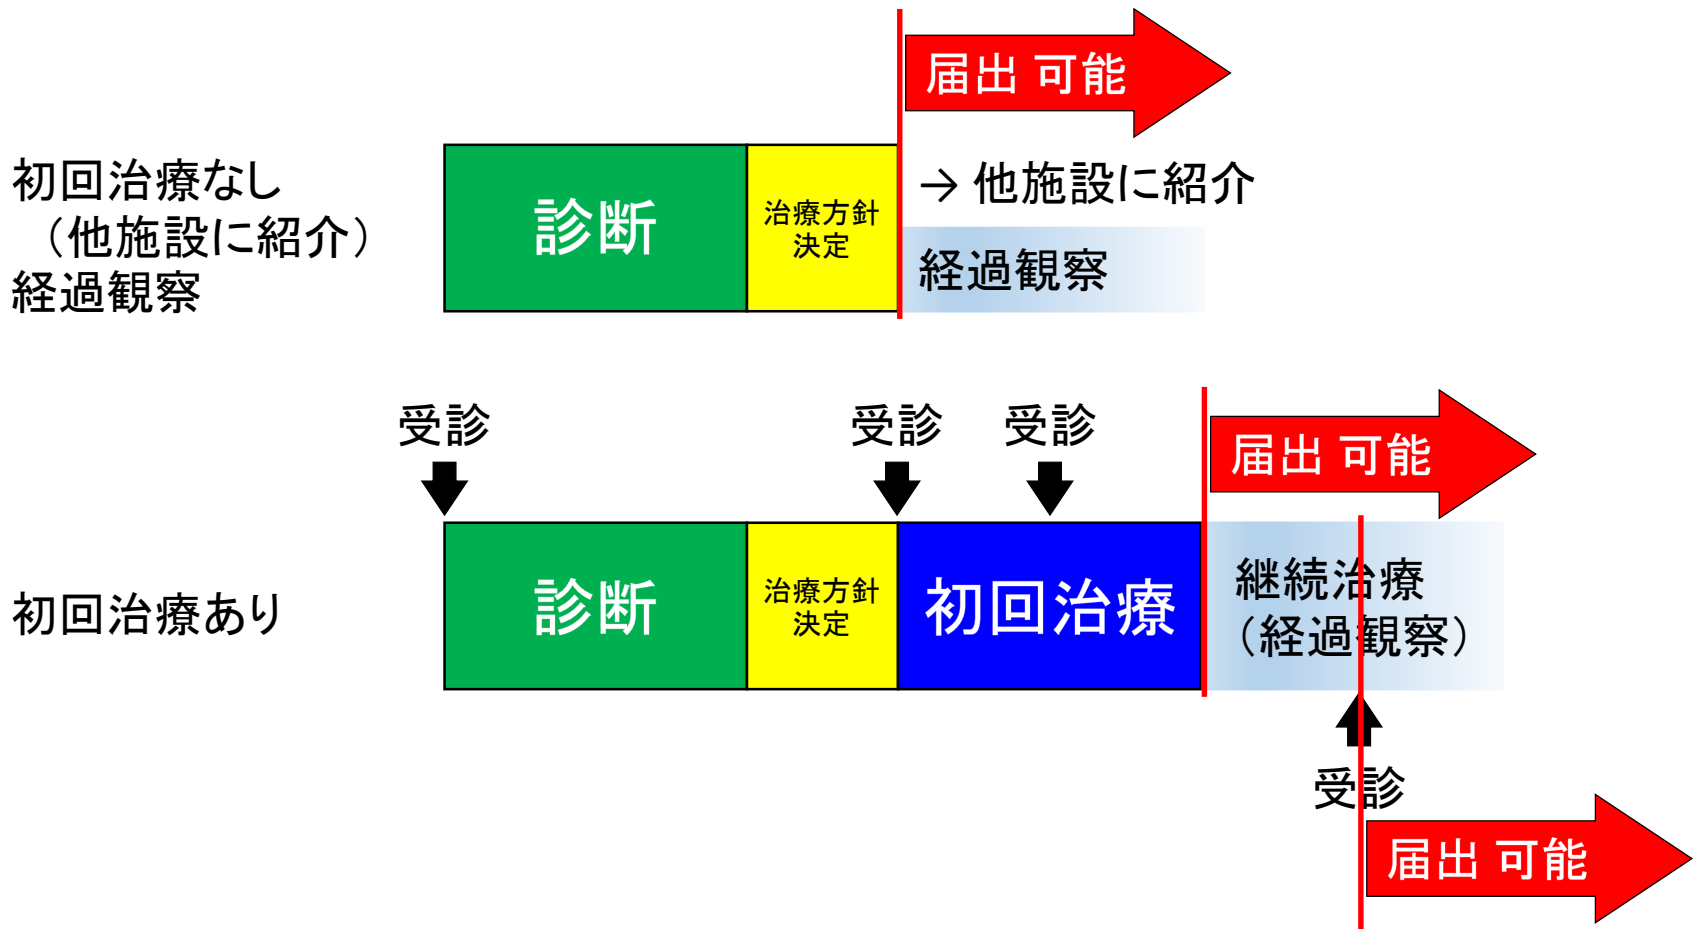 届出 可能
初回治療なし
（他施設に紹介）
経過観察
診断
治療方針
決定
→ 他施設に紹介
経過観察
受診
受診
受診
届出 可能
初回治療あり
診断
治療方針
決定
初回治療
継続治療
（経過観察）
受診
届出 可能